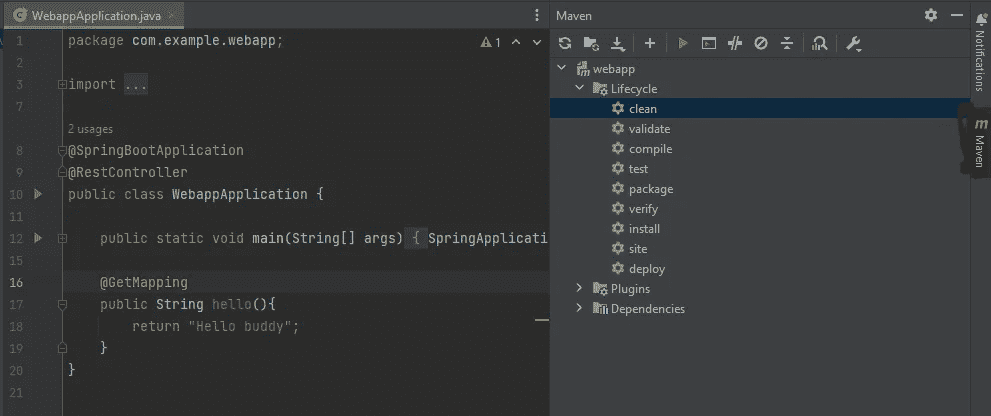 WebappApplication.java
1 package com.example.webapp;
1
2
3 import ...
7
2 usages
8 @SpringBootApplication
9 @RestController
10 public class WebappApplication {
11
12 public static void main(String[] args) { SpringApplicati
15
16 @GetMapping
17 public String hello(){
18 return "Hello buddy";
19 }
20 }
21
Maven
webapp
Lifecycle
clean
validate
compile
test
package
verify
install
site
deploy
Plugins
Dependencies
Notifications
m Maven